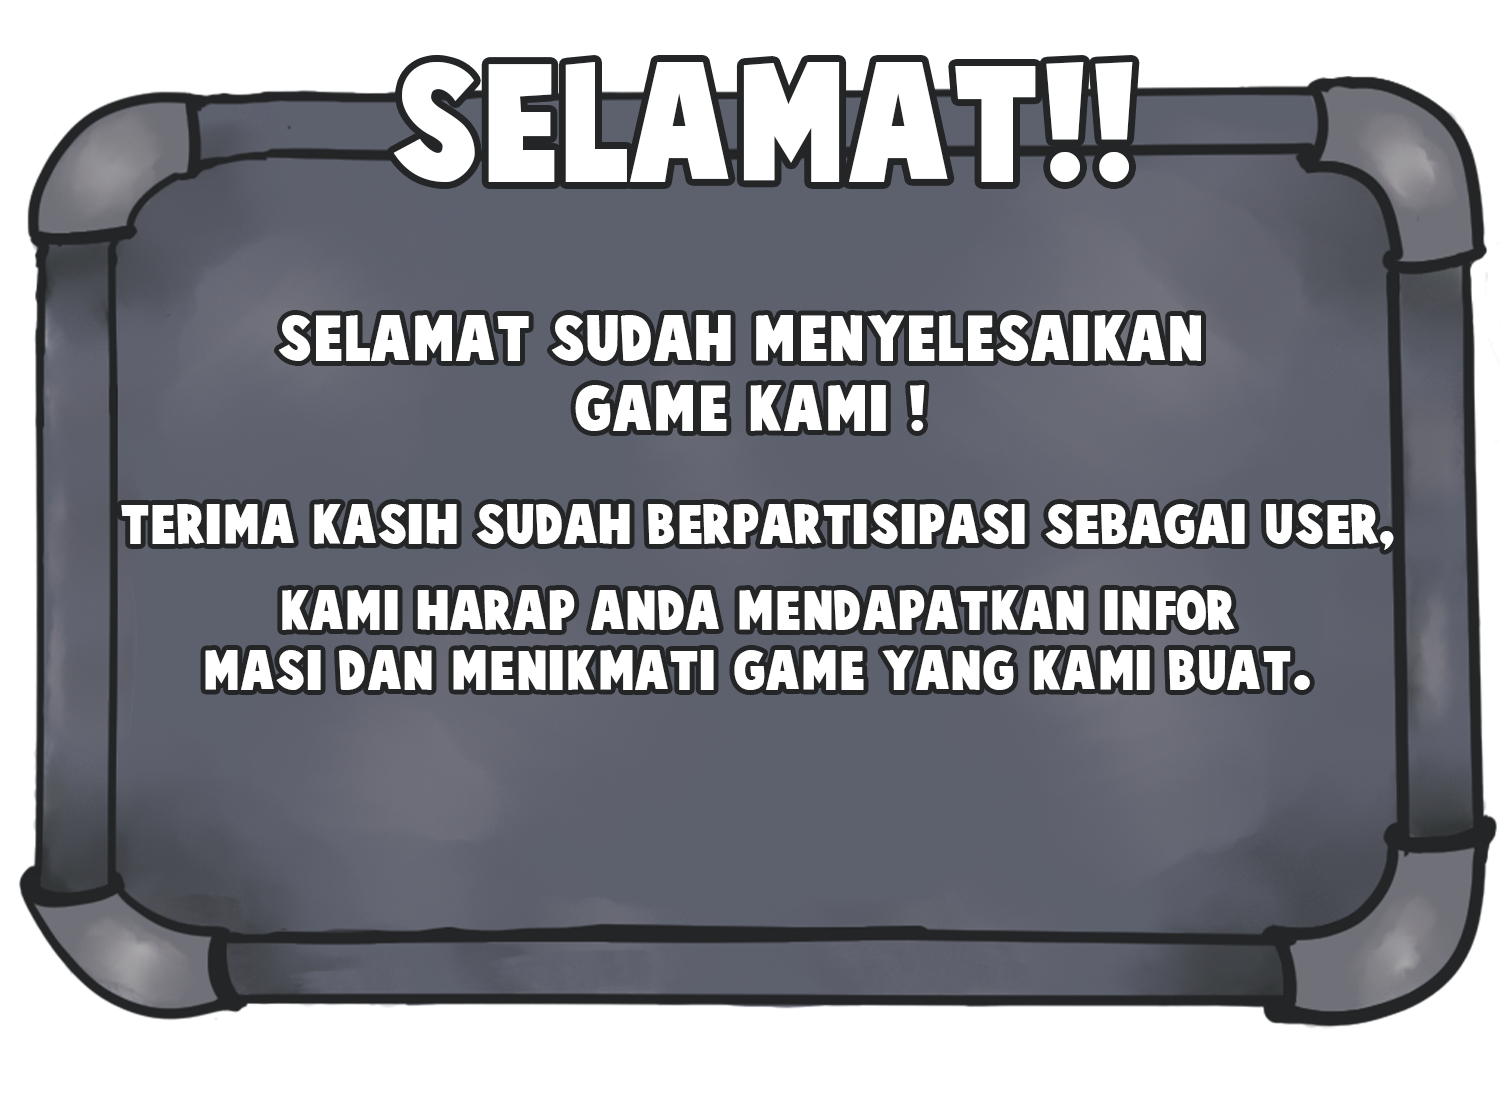 SELAMAT!!
SELAMAT SUDAH MENYELESAIKAN
GAME KAMI !
TERIMA KASIH SUDAH BERPARTISIPASI SEBAGAI USER,
KAMI HARAP ANDA MENDAPATKAN INFOR
MASI DAN MENIKMATI GAME YANG KAMI BUAT.